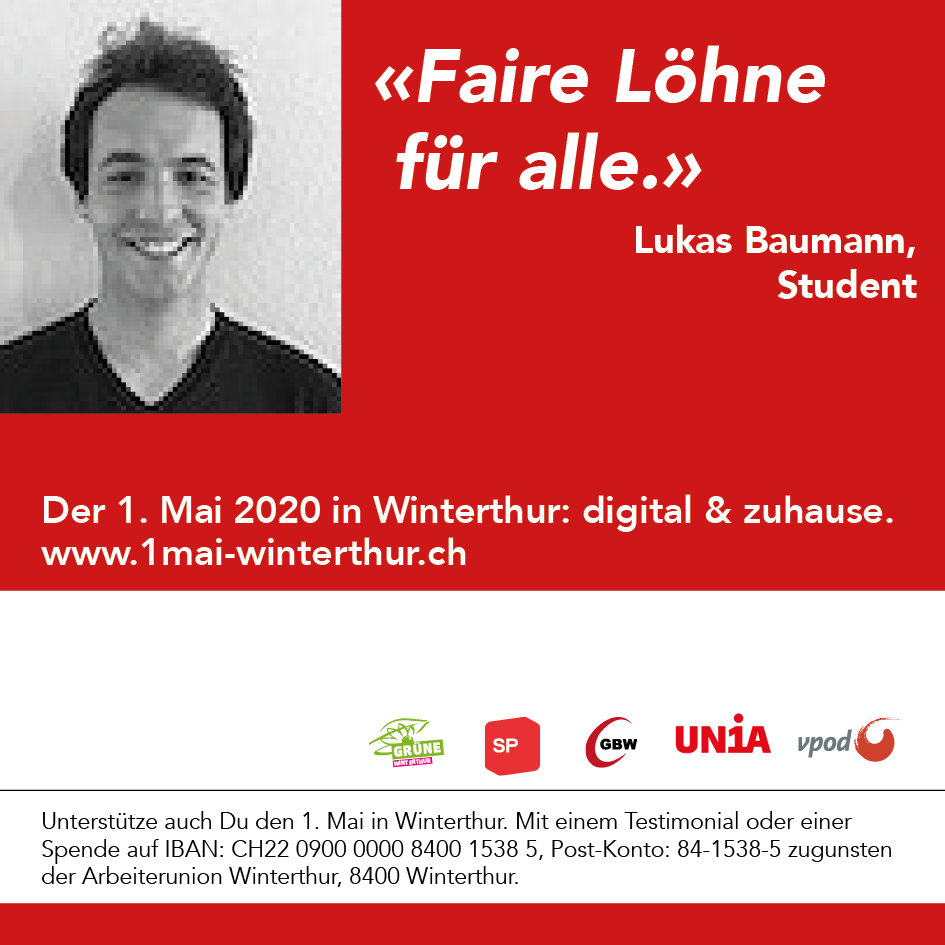 «Faire Löhne
für alle.»
Lukas Baumann,
Student
Der 1. Mai 2020 in Winterthur: digital & zuhause.
www.1mai-winterthur.ch
GRÜNE
WINTERTHUR
SP
GBW
UNiA
vpod
Unterstütze auch Du den 1. Mai in Winterthur. Mit einem Testimonial oder einer
Spende auf IBAN: CH22 0900 0000 8400 1538 5, Post-Konto: 84-1538-5 zugunsten
der Arbeiterunion Winterthur, 8400 Winterthur.